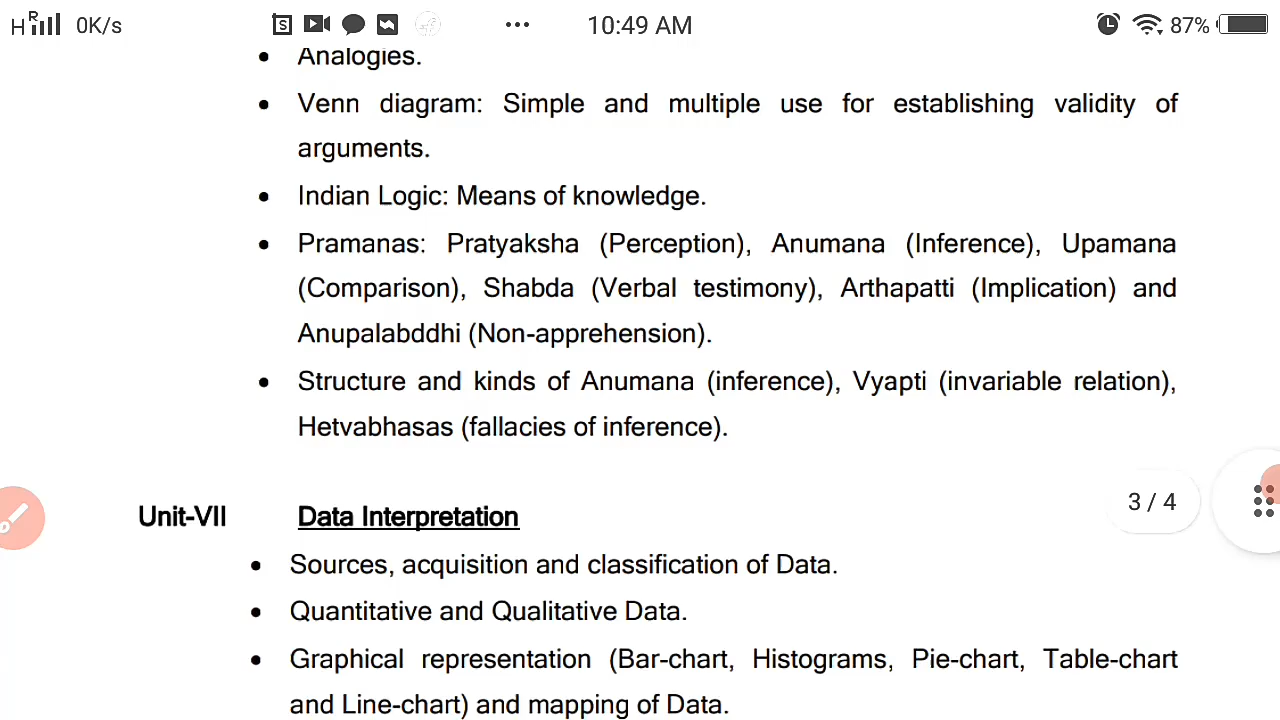 HR 0K/s S ••• 10:49 AM 87%
• Analogies.
• Venn diagram: Simple and multiple use for establishing validity of
arguments.
• Indian Logic: Means of knowledge.
• Pramanas: Pratyaksha (Perception), Anumana (Inference), Upamana
(Comparison), Shabda (Verbal testimony), Arthapatti (Implication) and
Anupalabddhi (Non-apprehension).
• Structure and kinds of Anumana (inference), Vyapti (invariable relation),
Hetvabhasas (fallacies of inference).
3 / 4
Unit-VII Data Interpretation
• Sources, acquisition and classification of Data.
• Quantitative and Qualitative Data.
• Graphical representation (Bar-chart, Histograms, Pie-chart, Table-chart
and Line-chart) and mapping of Data.